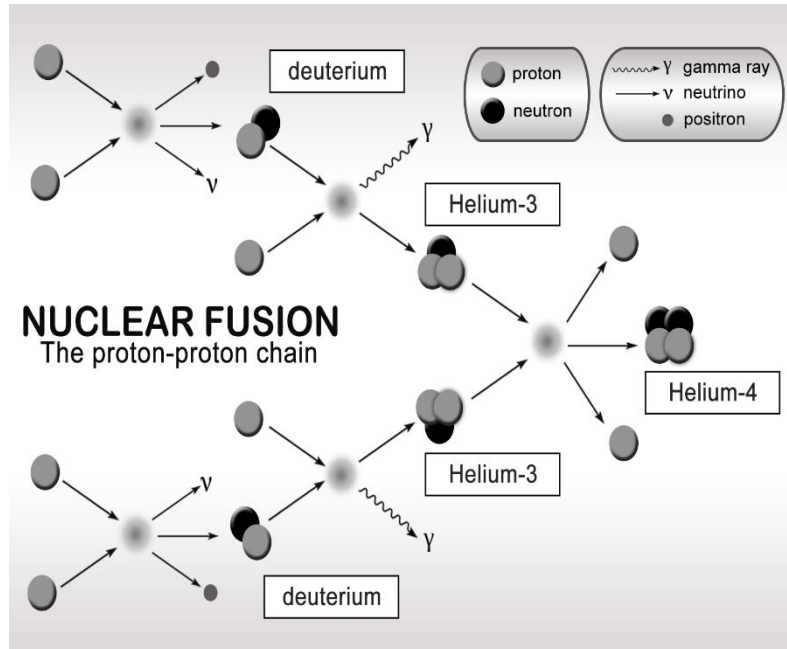 deuterium
proton
neutron
γ gamma ray
ν neutrino
positron
ν
γ
Helium-3
NUCLEAR FUSION
The proton-proton chain
Helium-4
Helium-3
ν
γ
deuterium